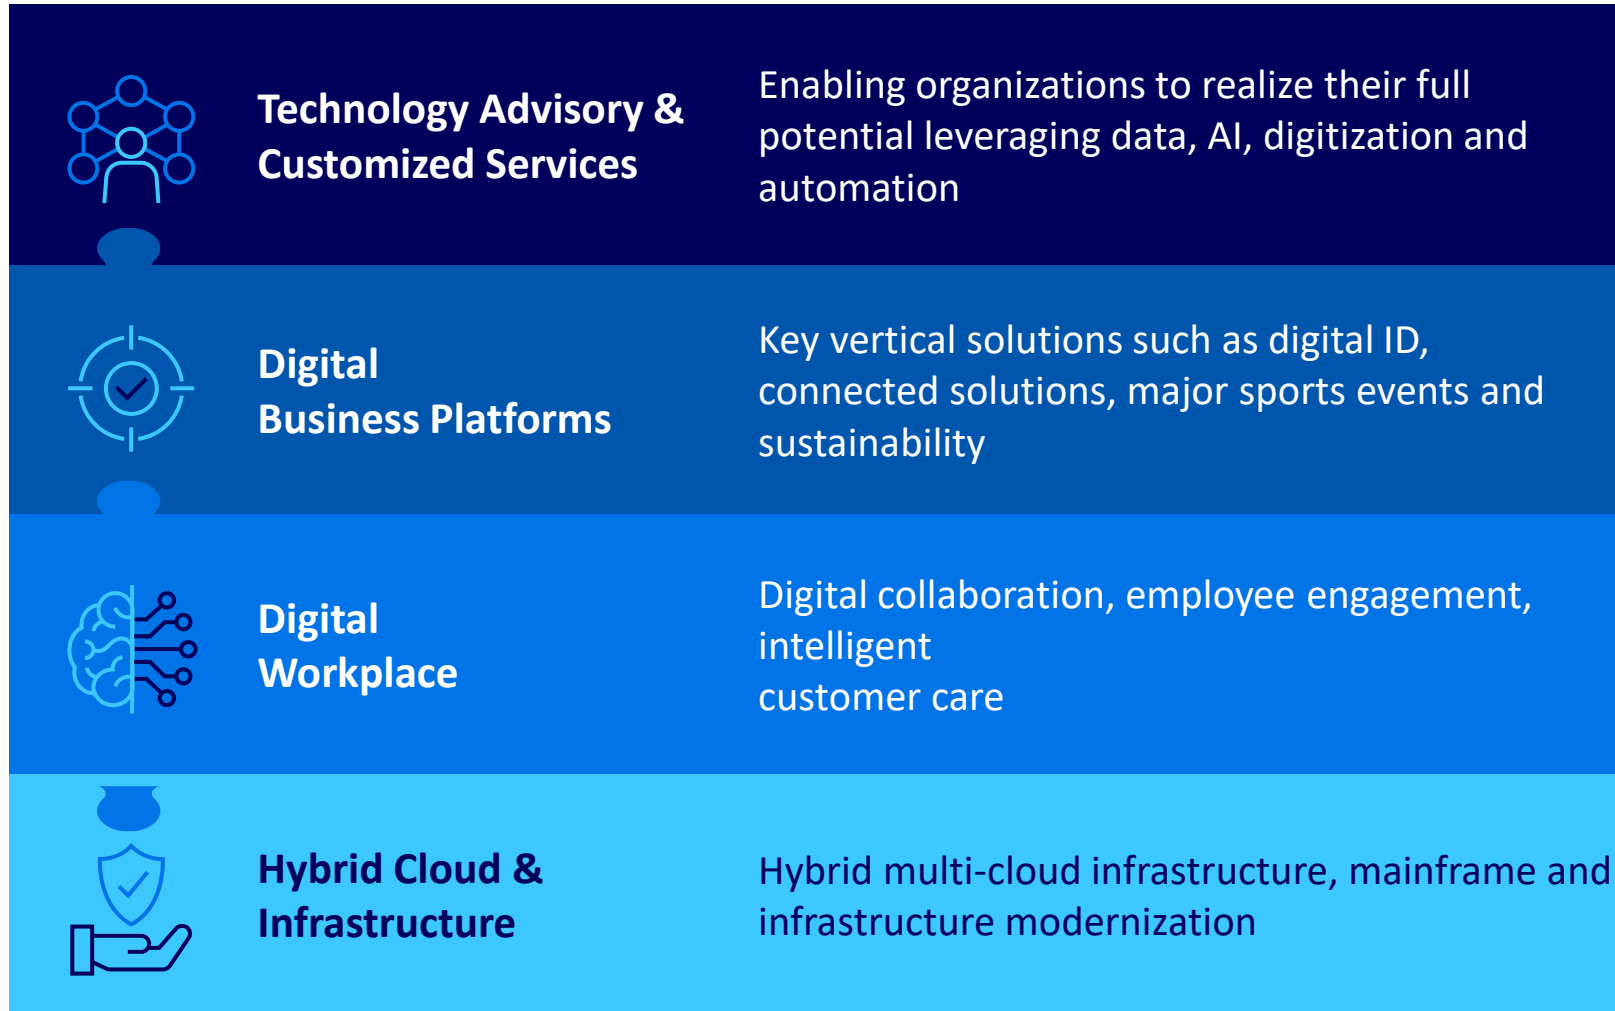 Technology Advisory &
Customized Services
Enabling organizations to realize their full
potential leveraging data, AI, digitization and
automation
Digital
Business Platforms
Key vertical solutions such as digital ID,
connected solutions, major sports events and
sustainability
Digital
Workplace
Digital collaboration, employee engagement,
intelligent
customer care
Hybrid Cloud &
Infrastructure
Hybrid multi-cloud infrastructure, mainframe and
infrastructure modernization